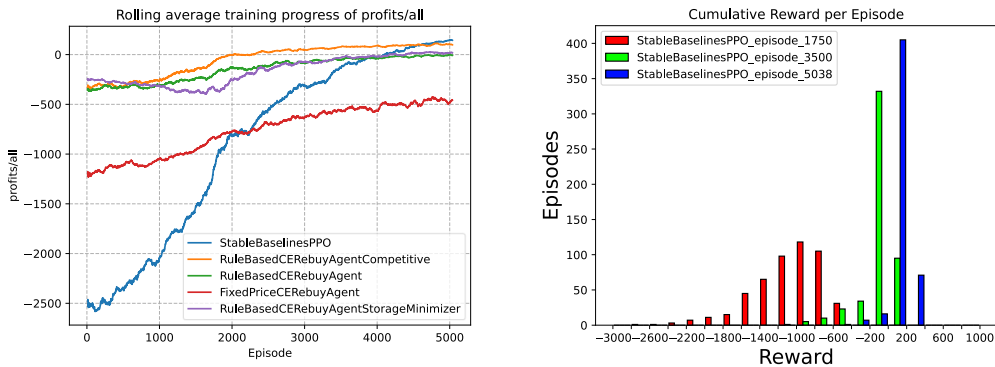 Rolling average training progress of profits/all
profits/all
0
−500
−1000
−1500
−2000
−2500
0
1000
2000
3000
4000
5000
Episode
StableBaselinesPPO
RuleBasedCERebuyAgentCompetitive
RuleBasedCERebuyAgent
FixedPriceCERebuyAgent
RuleBasedCERebuyAgentStorageMinimizer
Cumulative Reward per Episode
Episodes
400
350
300
250
200
150
100
50
0
StableBaselinesPPO_episode_1750
StableBaselinesPPO_episode_3500
StableBaselinesPPO_episode_5038
−3000
−2600
−2200
−1800
−1400
−1000
−600
−200
200
600
1000
Reward